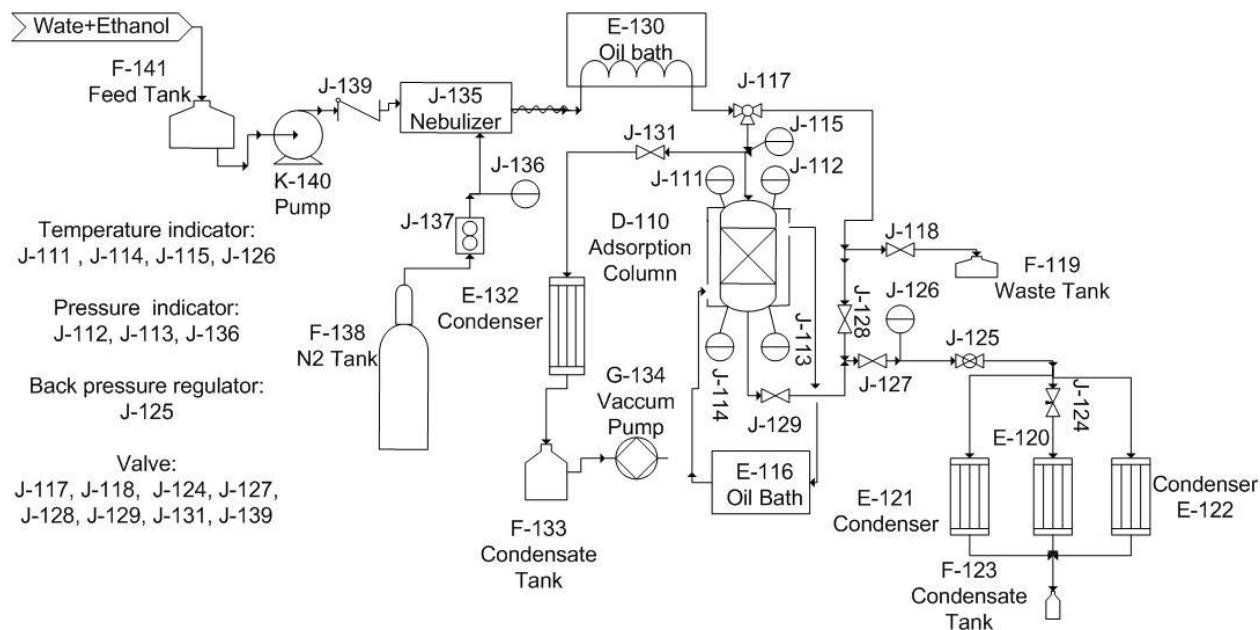 Wate+Ethanol
F-141
Feed Tank
J-139
K-140
Pump
J-135
Nebulizer
J-136
J-137
F-138
N2 Tank
E-130
Oil bath
J-117
J-115
J-131
J-111
J-112
D-110
Adsorption
Column
E-132
Condenser
G-134
Vaccum
Pump
F-133
Condensate
Tank
J-114
J-113
J-129
E-116
Oil Bath
J-118
F-119
Waste Tank
J-128
J-126
J-127
J-125
J-124
E-120
E-121
Condenser
Condenser
E-122
F-123
Condensate
Tank
Temperature indicator:
J-111 , J-114, J-115, J-126
Pressure indicator:
J-112, J-113, J-136
Back pressure regulator:
J-125
Valve:
J-117, J-118, J-124, J-127,
J-128, J-129, J-131, J-139